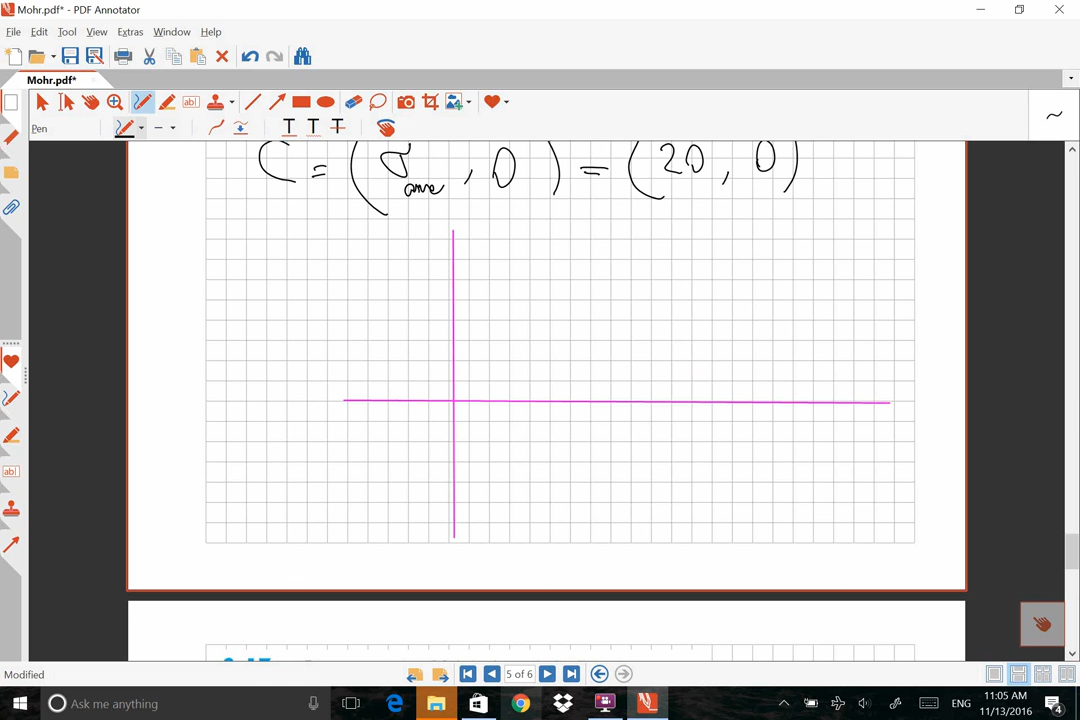 Mohr.pdf* - PDF Annotator
File Edit Tool View Extras Window Help
Mohr.pdf*
Pen
C = (σ ave , 0) = (20, 0)
5 of 6
Modified
Ask me anything
ENG
11:05 AM
11/13/2016
4